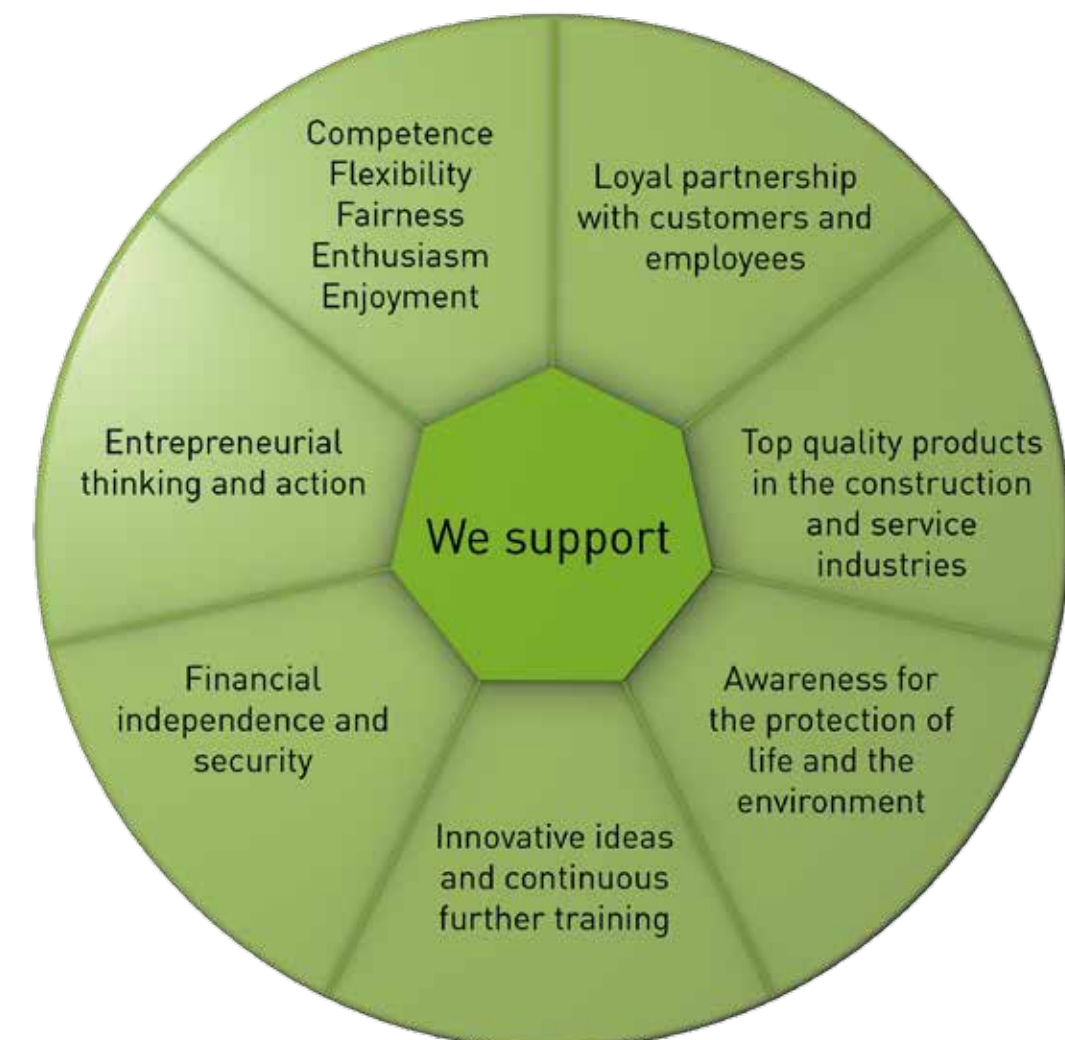 Competence
Flexibility
Fairness
Enthusiasm
Enjoyment
Loyal partnership
with customers and
employees
Top quality products
in the construction
and service
industries
Awareness for
the protection of
life and the
environment
Innovative ideas
and continuous
further training
Financial
independence and
security
Entrepreneurial
thinking and action
We support